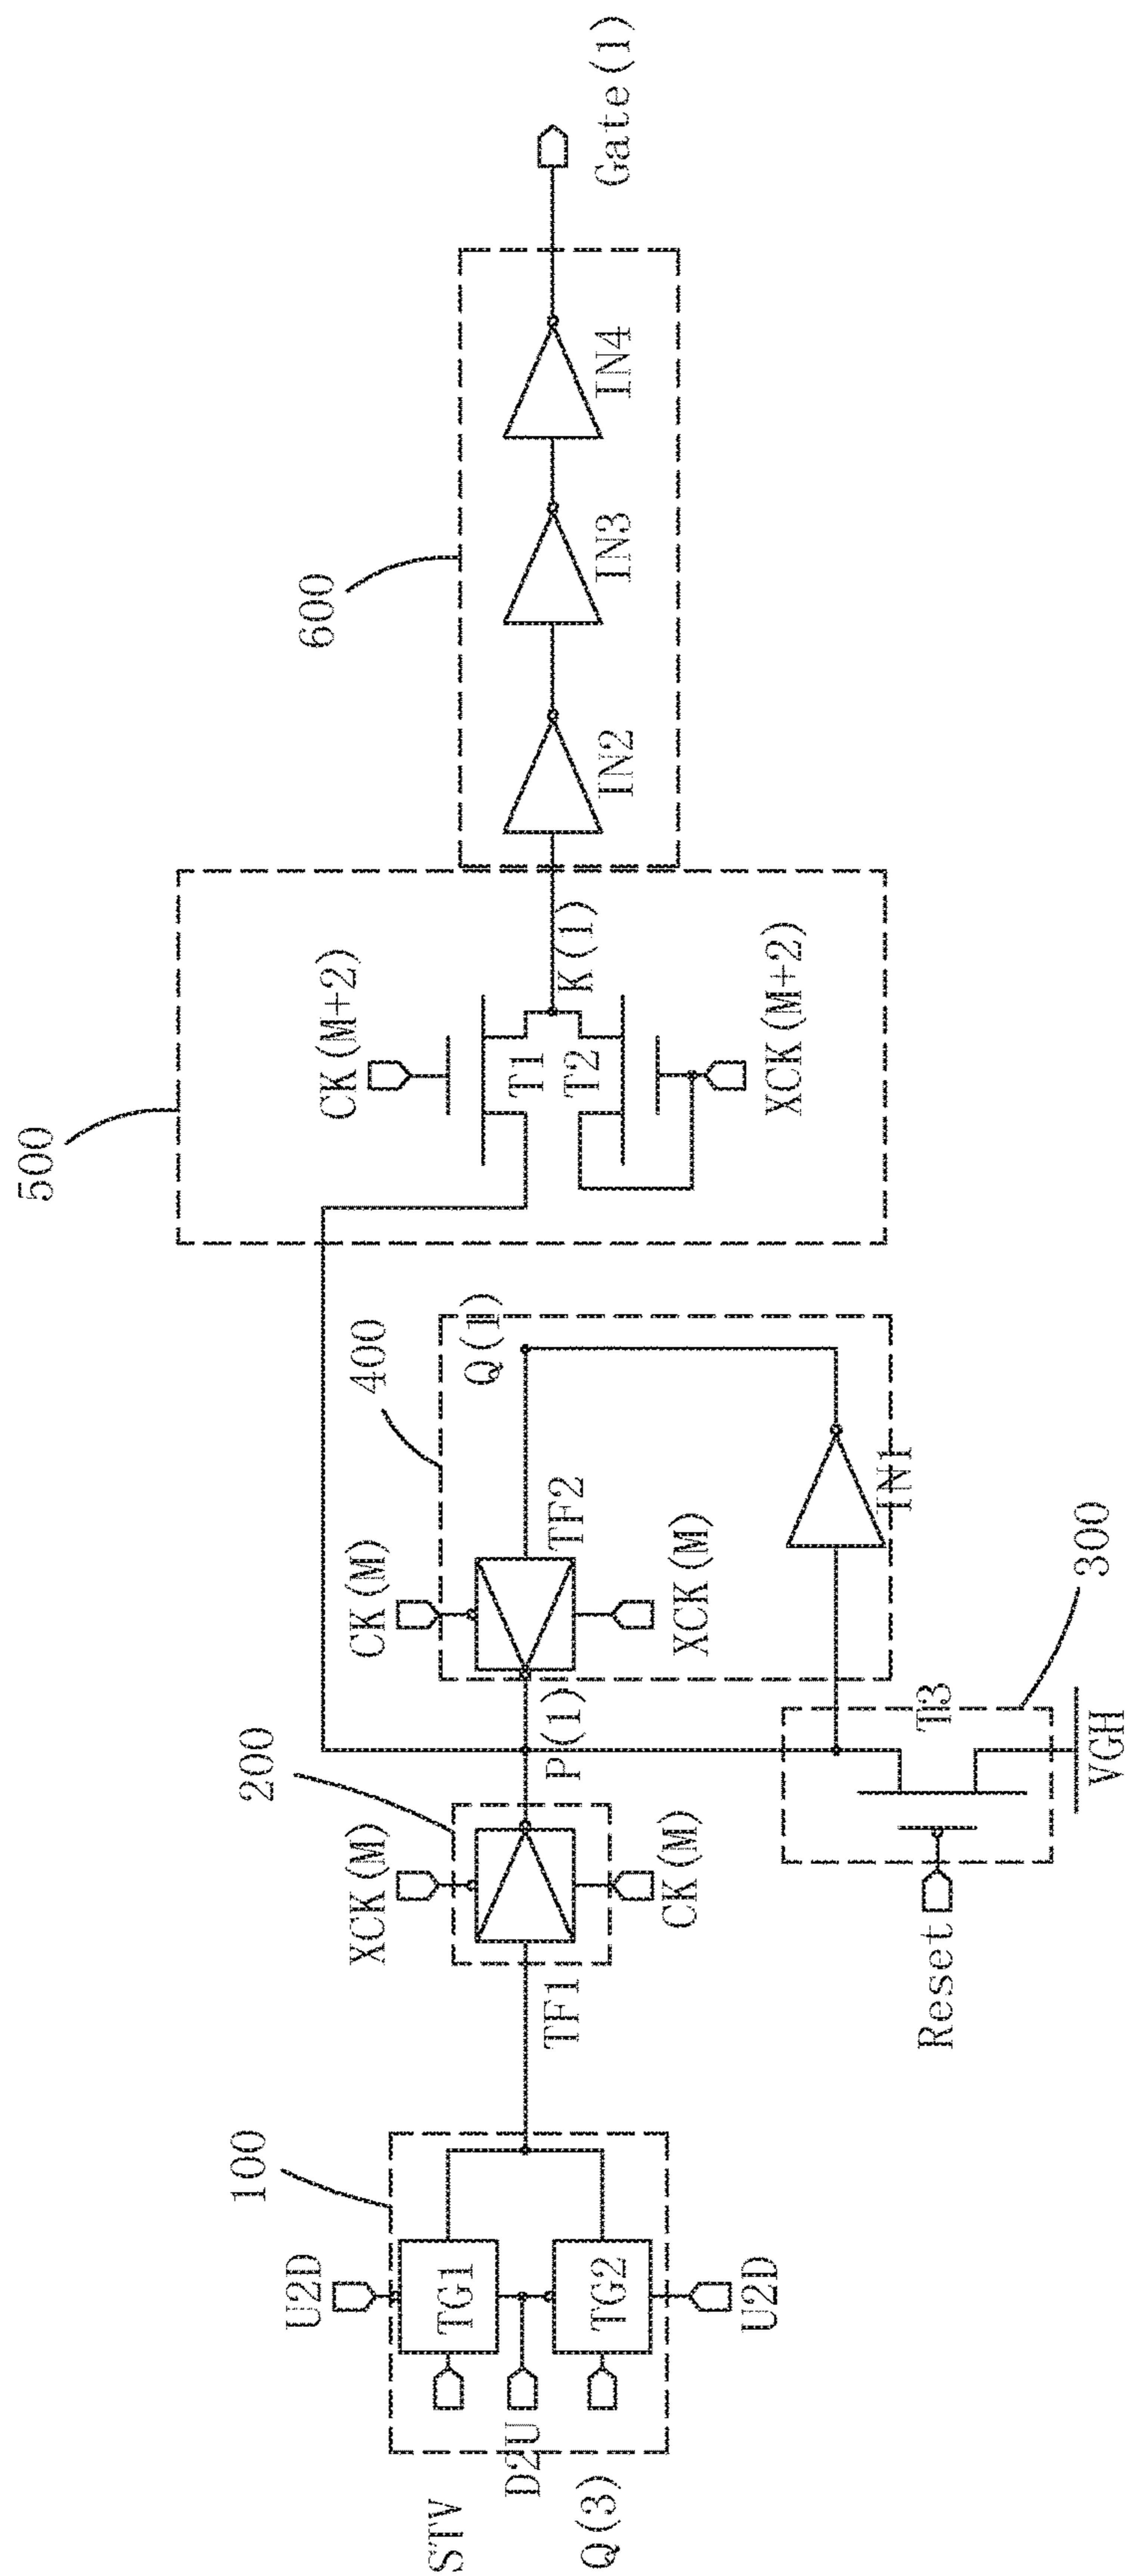 STV
Q(3)
D2U
U2D
TG1
TG2
U2D
100
TF1
XCK(M)
CK(M)
200
P(1)
Reset
T3
VGH
300
CK(M)
TF2
XCK(M)
Q(1)
400
IN1
500
CK(M+2)
T1
T2
XCK(M+2)
K(1)
600
IN2
IN3
IN4
Gate(1)